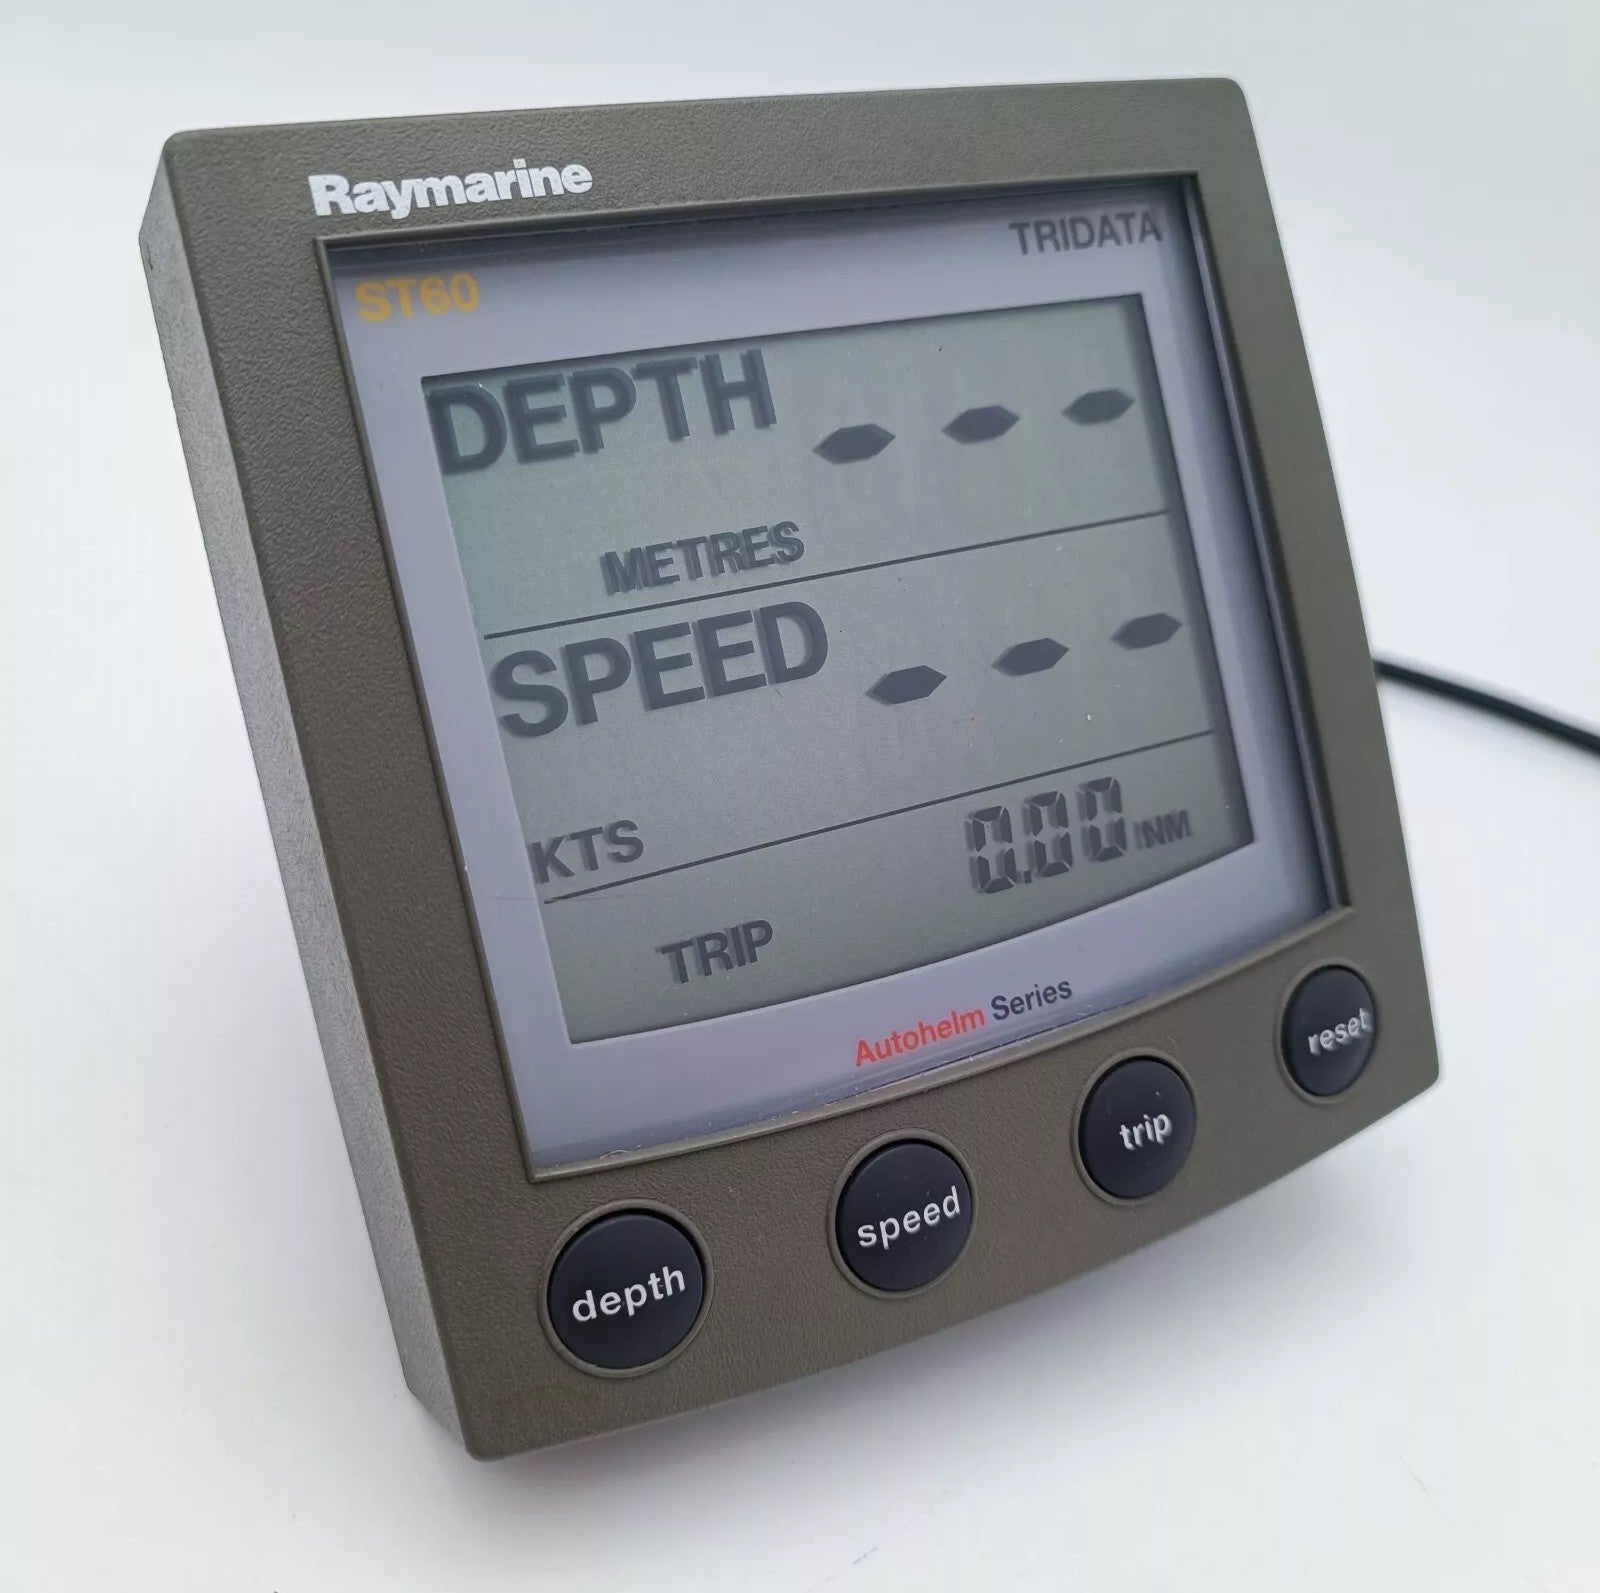 Raymarine
ST60 TRIDATA
DEPTH - - -
METRES
SPEED - - -
KTS
TRIP 0.00 NM
Autohelm Series
depth speed trip reset